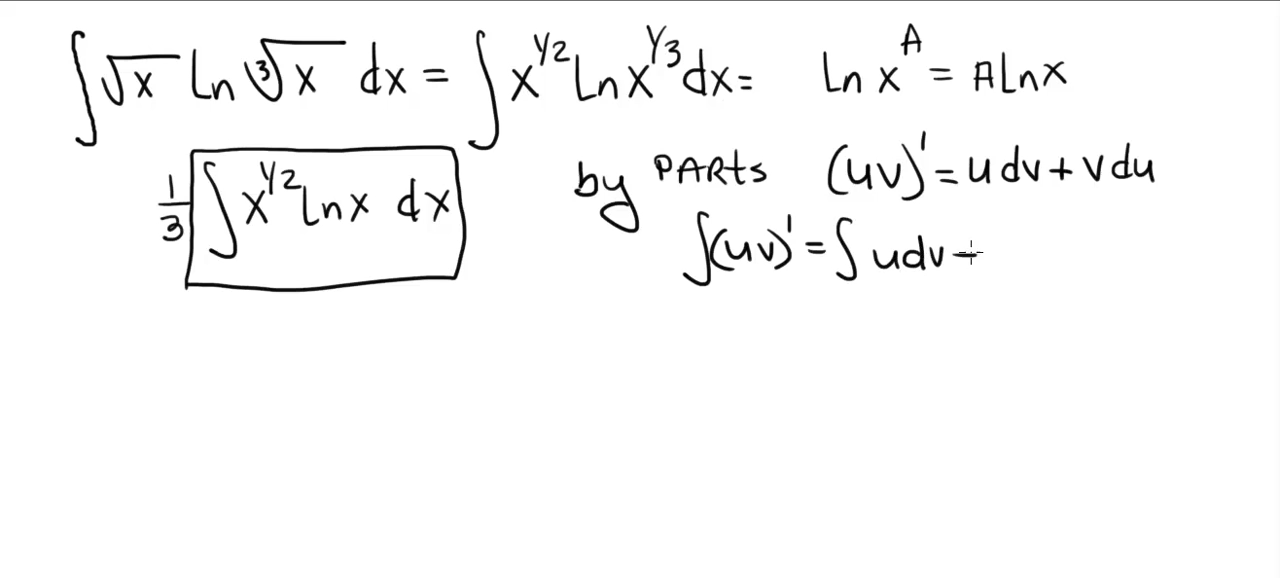 ∫√x ln ∛x dx = ∫x^1/2 ln x^1/3 dx = ln x^A = A ln x
1/3 ∫x^1/2 ln x dx by PARTS (uv)' = u dv + v du
∫(uv)' = ∫ u dv +